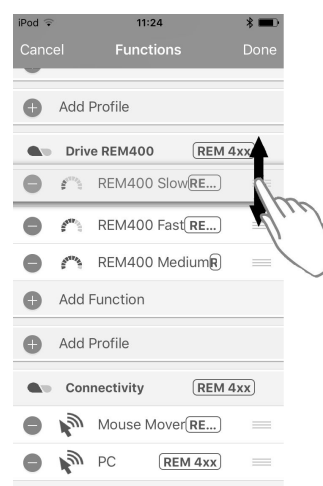 iPod 11:24
Cancel Functions Done
Add Profile
Drive REM400 REM 4xx
REM400 Slow RE...
REM400 Fast RE...
REM400 Medium R
Add Function
Add Profile
Connectivity REM 4xx
Mouse Mover RE...
PC REM 4xx